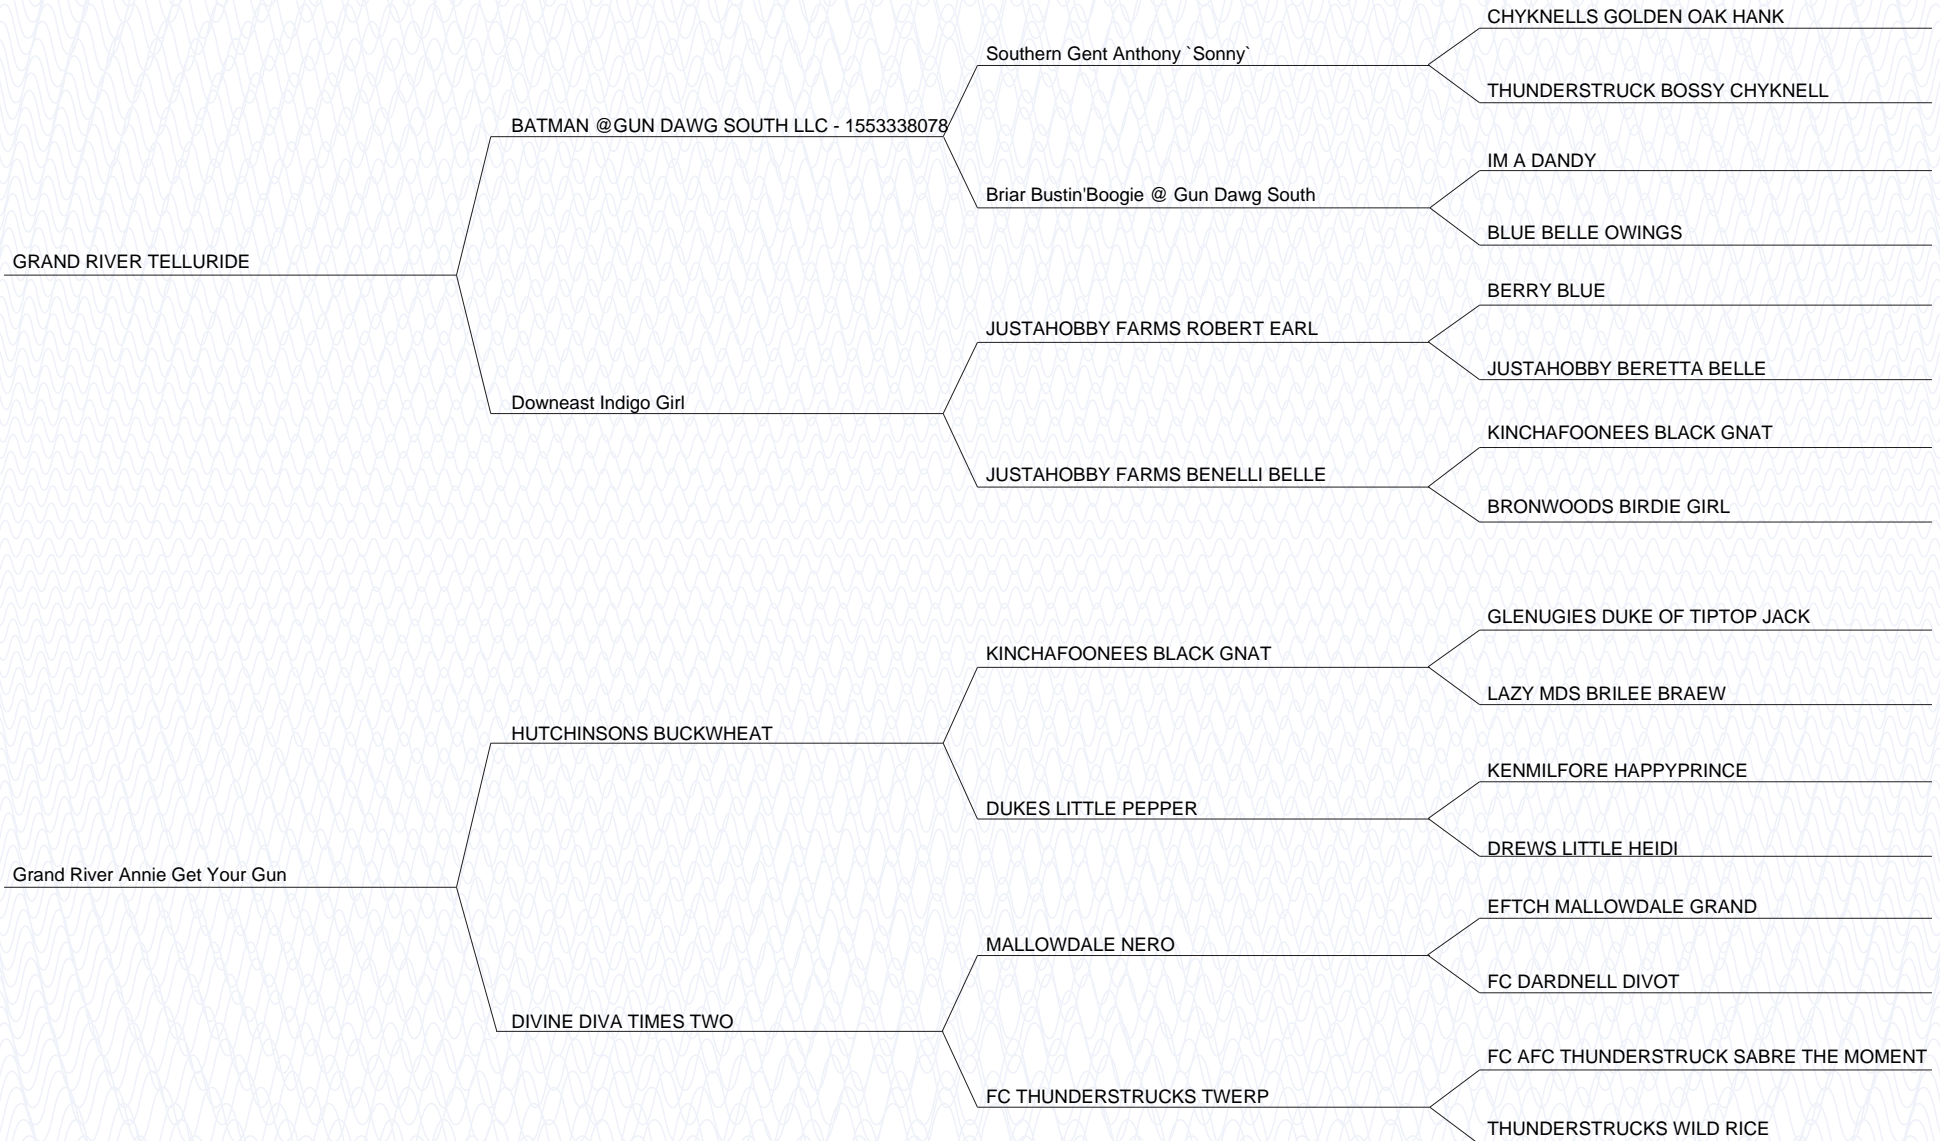 CHYKNELLS GOLDEN OAK HANK
Southern Gent Anthony `Sonny`
THUNDERSTRUCK BOSSY CHYKNELL
BATMAN @GUN DAWG SOUTH LLC - 1553338078
IM A DANDY
Briar Bustin'Boogie @ Gun Dawg South
BLUE BELLE OWINGS
GRAND RIVER TELLURIDE
BERRY BLUE
JUSTAHOBBY FARMS ROBERT EARL
JUSTAHOBBY BERETTA BELLE
Downeast Indigo Girl
KINCHAFOONEES BLACK GNAT
JUSTAHOBBY FARMS BENELLI BELLE
BRONWOODS BIRDIE GIRL
GLENUGIES DUKE OF TIPTOP JACK
KINCHAFOONEES BLACK GNAT
LAZY MDS BRILEE BRAEW
HUTCHINSONS BUCKWHEAT
KENMILFORE HAPPYPRINCE
DUKES LITTLE PEPPER
DREWS LITTLE HEIDI
Grand River Annie Get Your Gun
EFTCH MALLOWDALE GRAND
MALLOWDALE NERO
FC DARDNELL DIVOT
DIVINE DIVA TIMES TWO
FC AFC THUNDERSTRUCK SABRE THE MOMENT
FC THUNDERSTRUCKS TWERP
THUNDERSTRUCKS WILD RICE